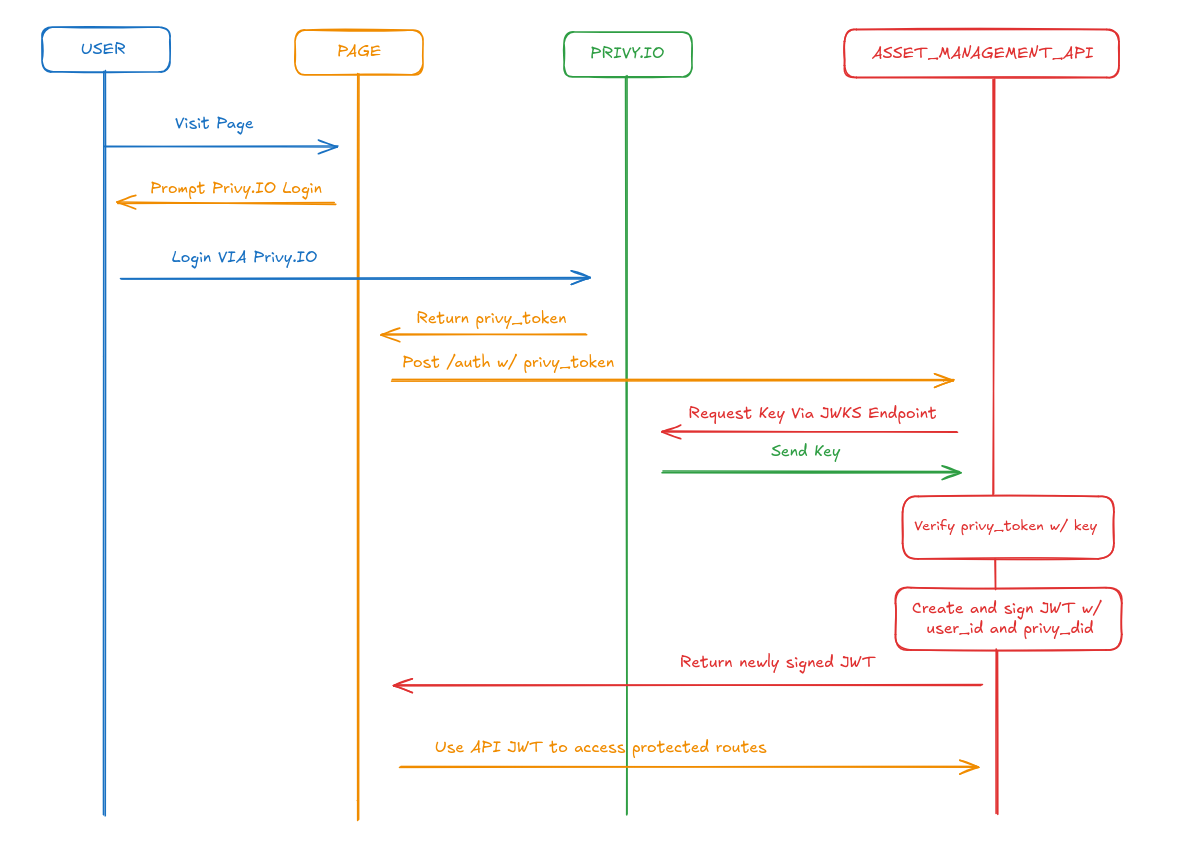 USER
PAGE
PRIVY.IO
ASSET_MANAGEMENT_API
Visit Page
Prompt Privy.IO Login
Login VIA Privy.IO
Return privy_token
Post /auth w/ privy_token
Request Key Via JWKS Endpoint
Send Key
Verify privy_token w/ key
Create and sign JWT w/
user_id and privy_did
Return newly signed JWT
Use API JWT to access protected routes